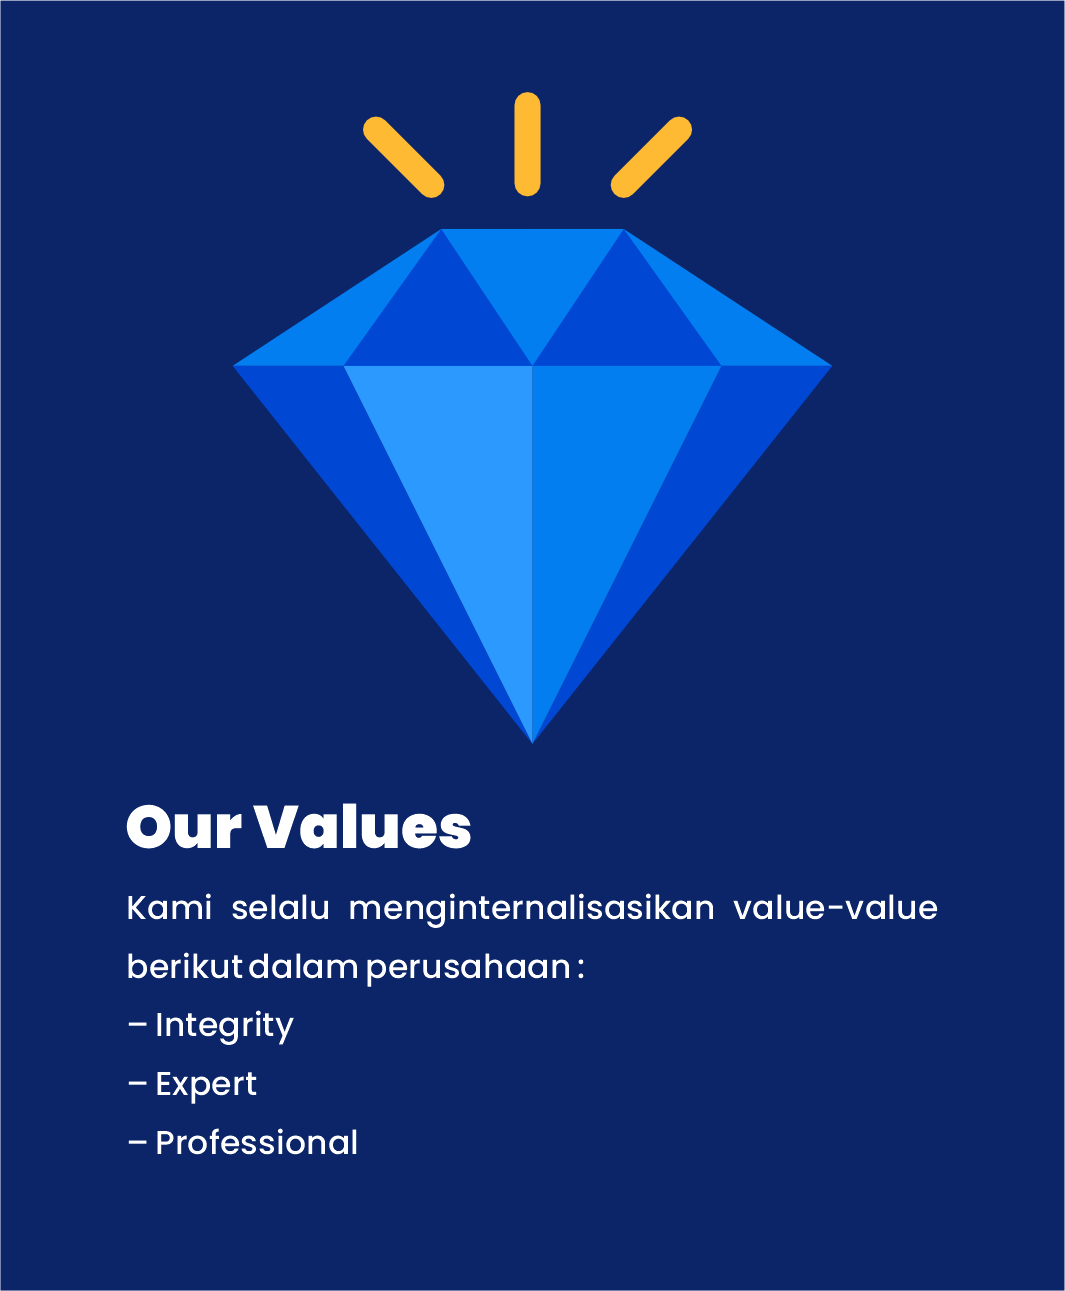 Our Values
Kami selalu menginternalisasikan value-value
berikut dalam perusahaan :
– Integrity
– Expert
– Professional